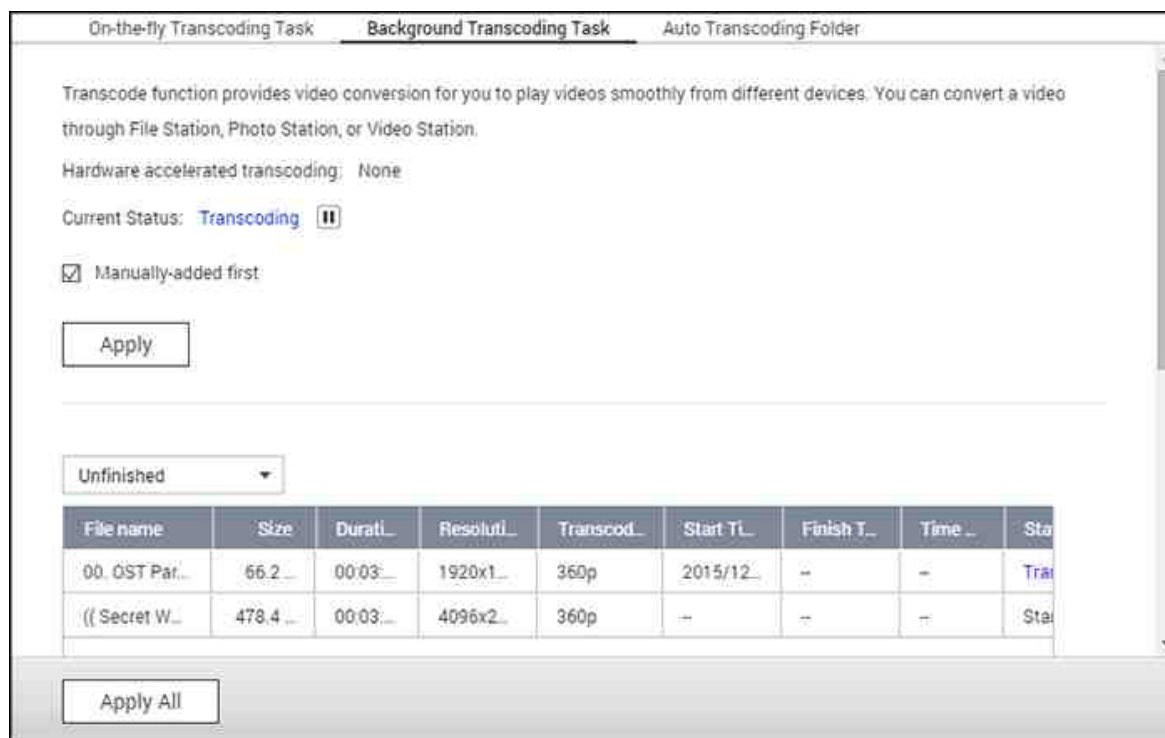 On-the-fly Transcoding Task Background Transcoding Task Auto Transcoding Folder
Transcode function provides video conversion for you to play videos smoothly from different devices. You can convert a video
through File Station, Photo Station, or Video Station.
Hardware accelerated transcoding: None
Current Status: Transcoding
Manually-added first
Apply
Unfinished
File name Size Durati... Resoluti... Transcod... Start Ti... Finish T... Time ... Sta
00. OST Par... 66.2 ... 00:03:... 1920x1... 360p 2015/12... -- -- Tra
(( Secret W... 478.4 ... 00:03:... 4096x2... 360p -- -- -- Sta
Apply All